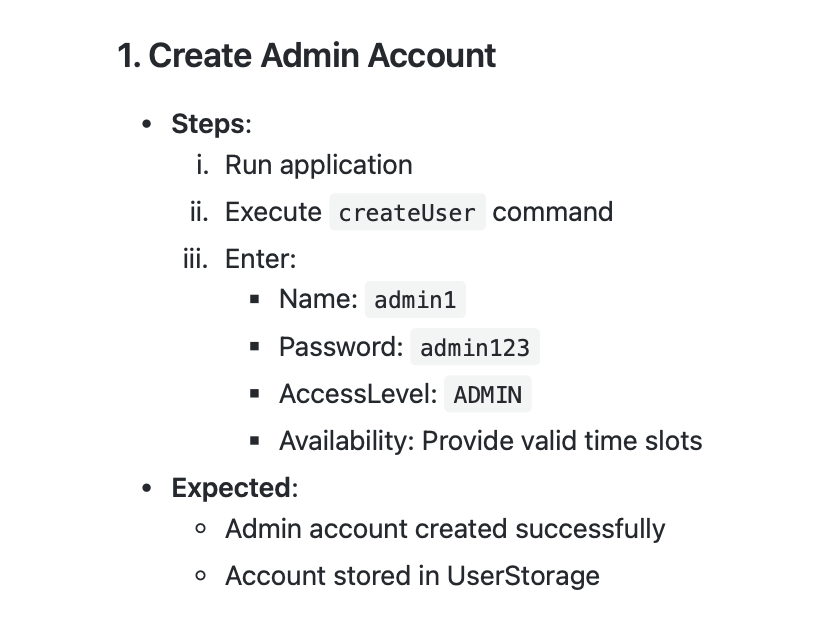 1. Create Admin Account
• Steps:
i. Run application
ii. Execute createUser command
iii. Enter:
▪ Name: admin1
▪ Password: admin123
▪ AccessLevel: ADMIN
▪ Availability: Provide valid time slots
• Expected:
◦ Admin account created successfully
◦ Account stored in UserStorage